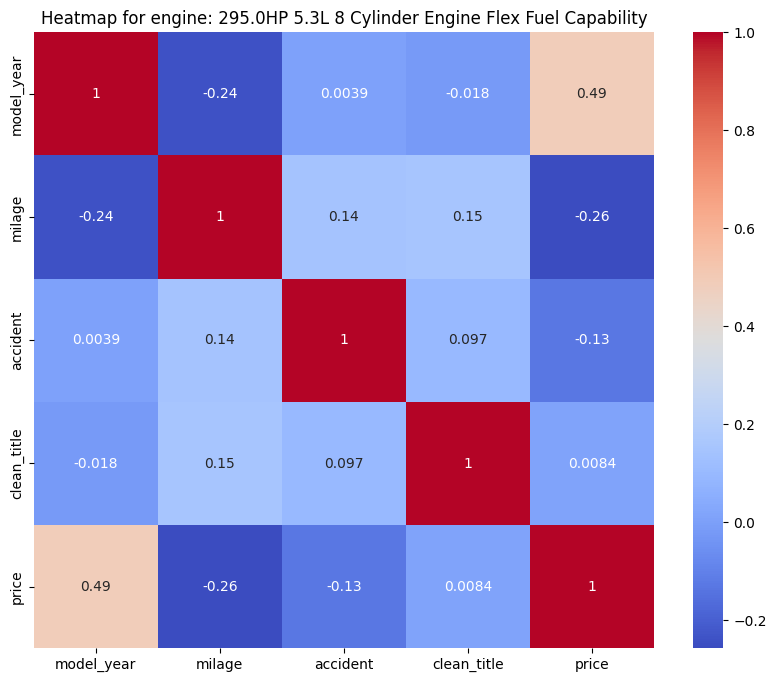 Heatmap for engine: 295.0HP 5.3L 8 Cylinder Engine Flex Fuel Capability
model_year
1
-0.24
0.0039
-0.018
0.49
milage
-0.24
1
0.14
0.15
-0.26
accident
0.0039
0.14
1
0.097
-0.13
clean_title
-0.018
0.15
0.097
1
0.0084
price
0.49
-0.26
-0.13
0.0084
1
model_year
milage
accident
clean_title
price
1.0
0.8
0.6
0.4
0.2
0.0
−0.2